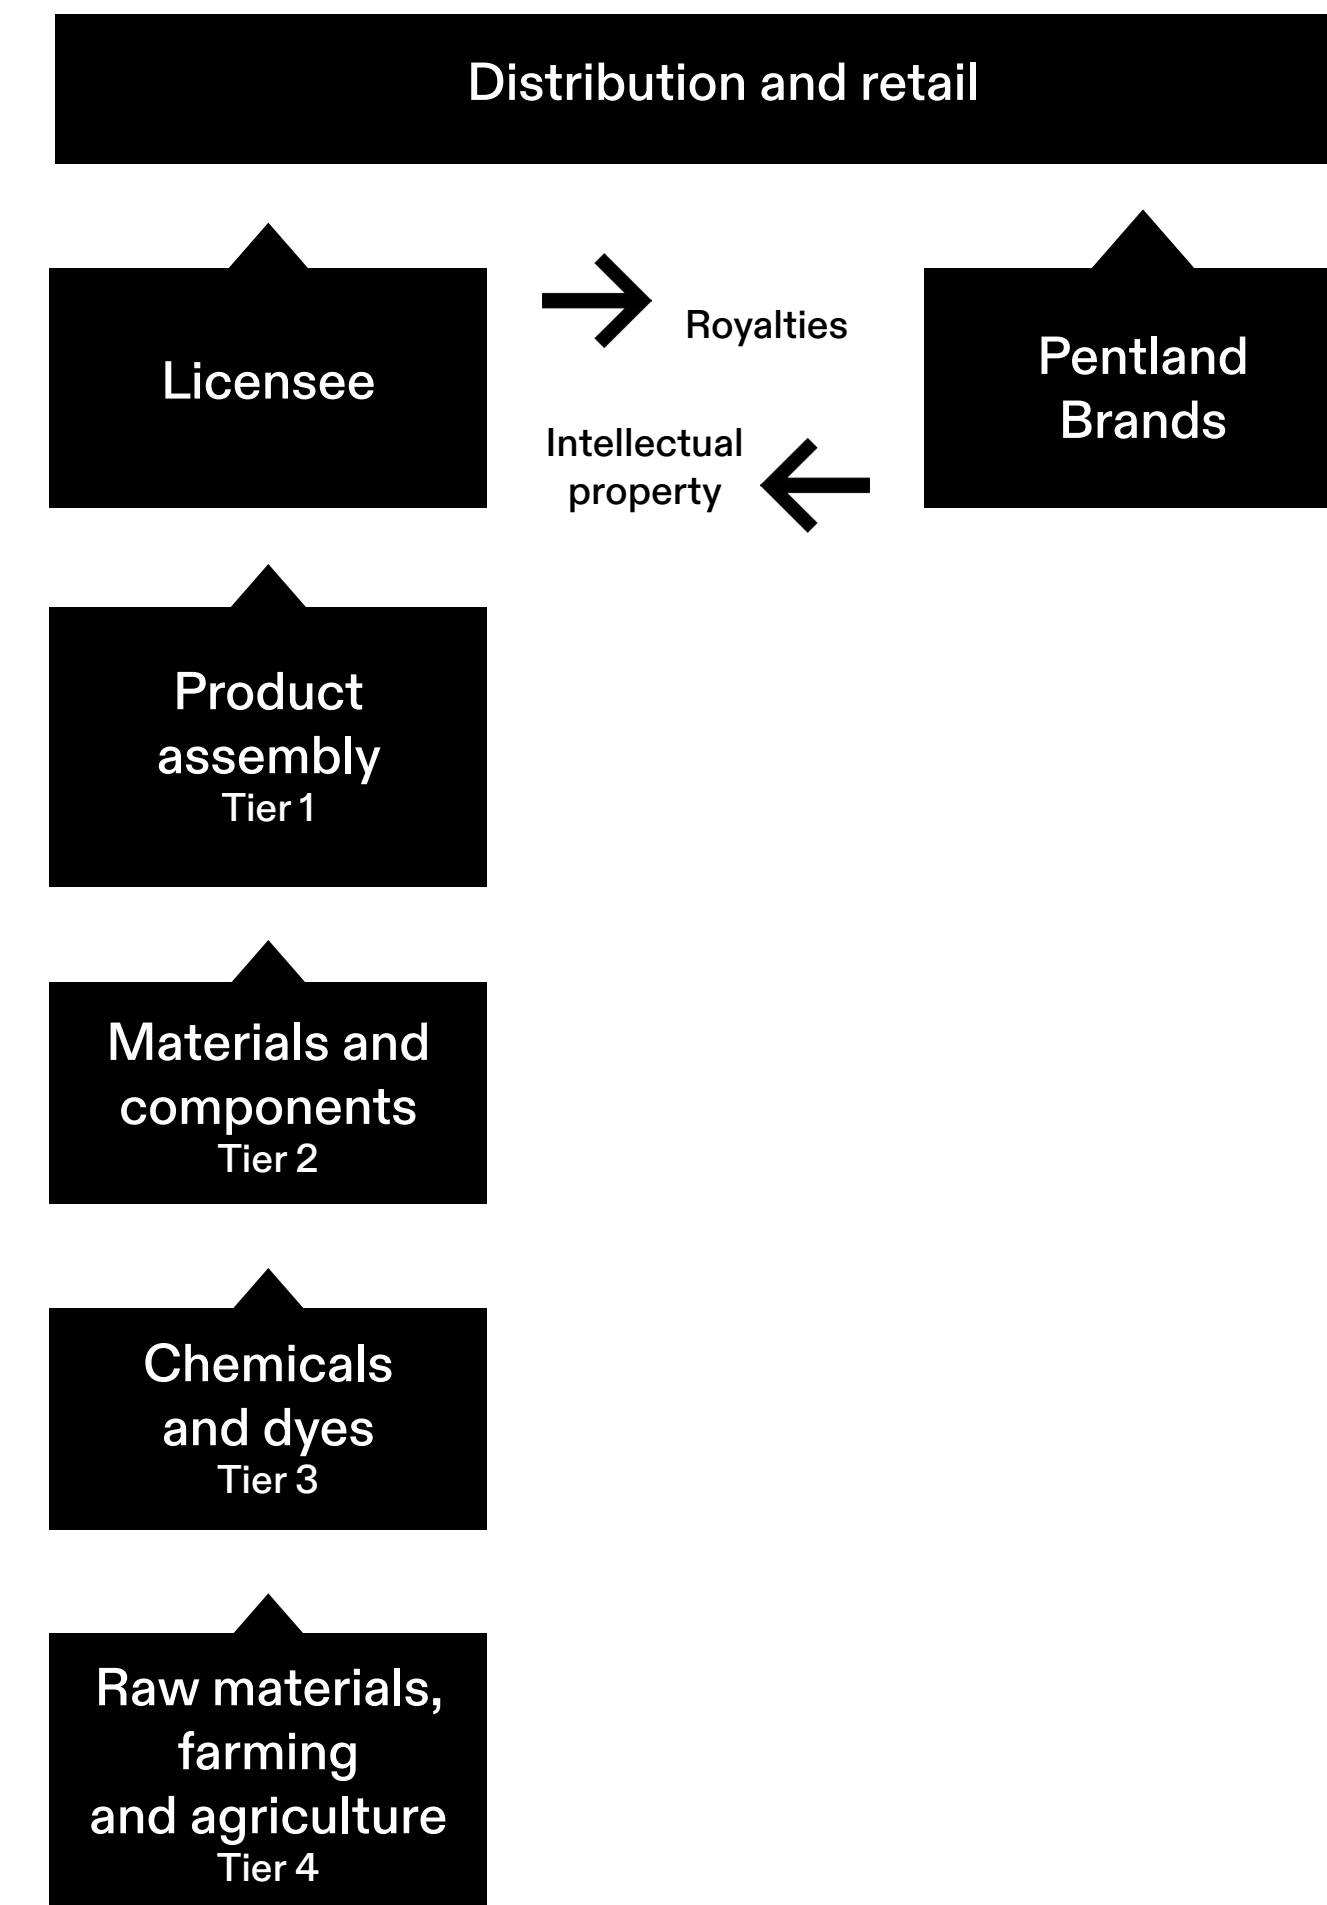 Distribution and retail
Licensee
Royalties
Intellectual
property
Pentland
Brands
Product
assembly
Tier 1
Materials and
components
Tier 2
Chemicals
and dyes
Tier 3
Raw materials,
farming
and agriculture
Tier 4